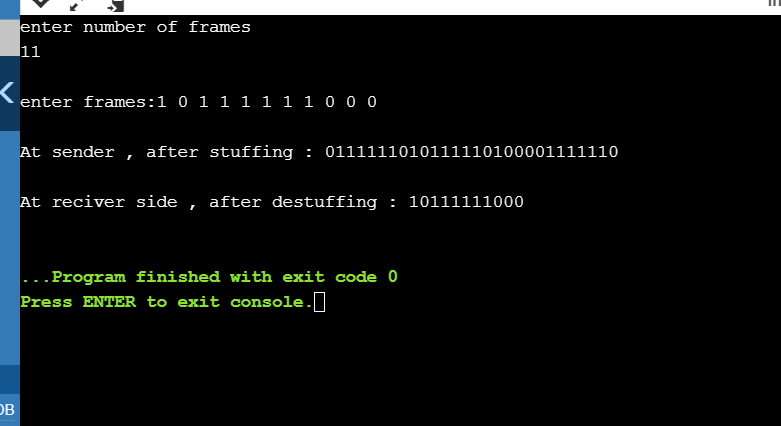 enter number of frames
11
enter frames:1 0 1 1 1 1 1 1 0 0 0
At sender , after stuffing : 0111111010111110100001111110
At reciver side , after destuffing : 10111111000
...Program finished with exit code 0
Press ENTER to exit console.